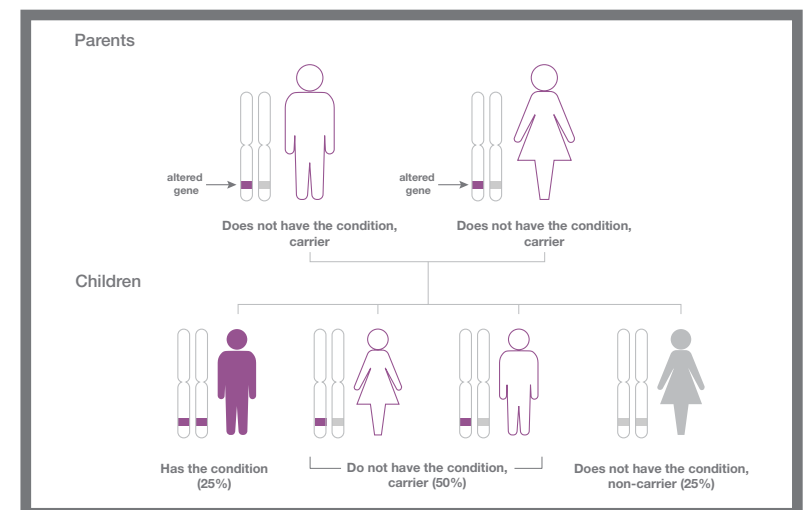 Parents
altered
gene
altered
gene
Does not have the condition,
carrier
Does not have the condition,
carrier
Children
Has the condition
(25%)
Do not have the condition,
carrier (50%)
Does not have the condition,
non-carrier (25%)